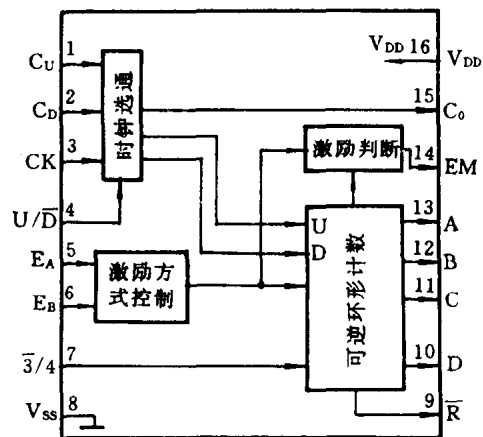 C_U 1
C_D 2
CK 3
U/D̅ 4
E_A 5
E_B 6
3̅/4 7
V_SS 8
时钟选通
激励方式控制
激励判断
U
D
可逆环形计数
V_DD 16 V_DD
15 C_0
14 EM
13 A
12 B
11 C
10 D
9 R̅